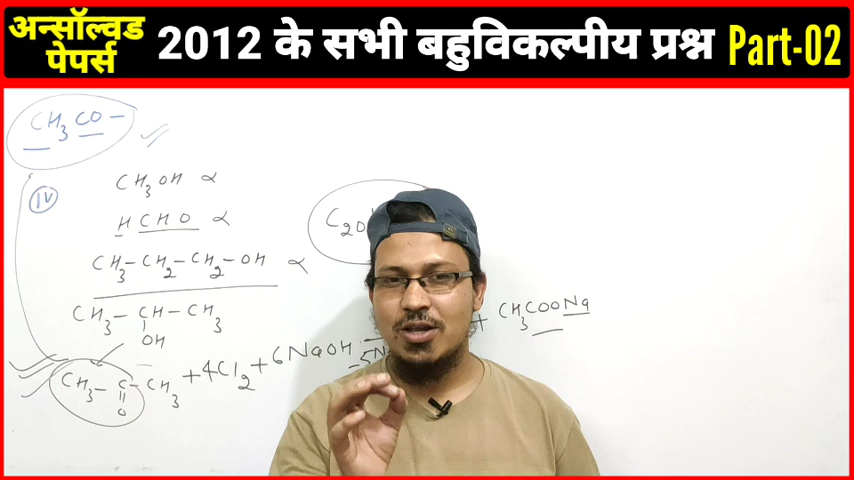 अन्सॉल्वड
पेपर्स
2012 के सभी बहुविकल्पीय प्रश्न Part-02
CH3CO-
IV
CH3OH α
HCHO α
CH3-CH2-CH2-OH α
CH3-CH-CH3
OH
CH3-C-CH3 + 4Cl2 + 6NaOH
O
C20
+ CH3COONa